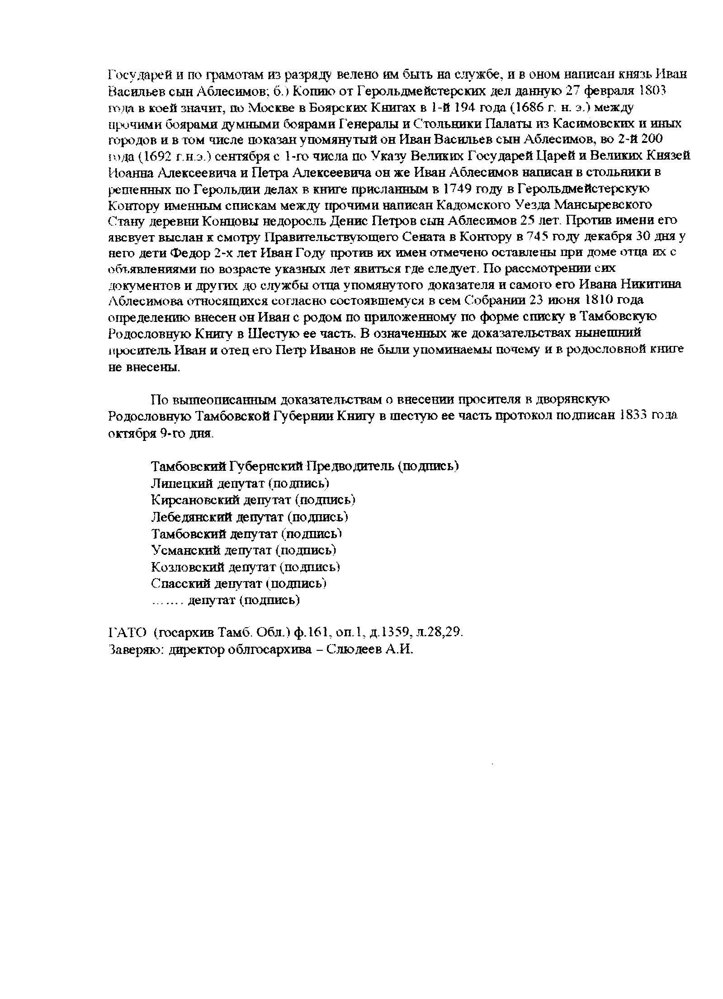 Государей и по грамотам из разряду велено им быть на службе, и в оном написан князь Иван
Васильев сын Аблесимов; б.) Копию от Герольдмейстерских дел данную 27 февраля 1803
года в коей значит, по Москве в Боярских Книгах в 1-й 194 года (1686 г. н. э.) между
прочими боярами думными боярами Генералы и Стольники Палаты из Касимовских и иных
городов и в том числе показан упомянутый он Иван Васильев сын Аблесимов, во 2-й 200
года (1692 г.н.э.) сентября с 1-го числа по Указу Великих Государей Царей и Великих Князей
Иоанна Алексеевича и Петра Алексеевича он же Иван Аблесимов написан в стольники в
решенных по Герольдии делах в книге присланным в 1749 году в Герольдмейстерскую
Контору именным спискам между прочими написан Кадомского Уезда Мансыревского
Стану деревни Концовы недоросль Денис Петров сын Аблесимов 25 лет. Против имени его
явсвует выслан к смотру Правительствующего Сената в Контору в 745 году декабря 30 дня у
него дети Федор 2-х лет Иван Году против их имен отмечено оставлены при доме отца их с
объявлениями по возрасте указных лет явиться где следует. По рассмотрении сих
документов и других до службы отца упомянутого доказателя и самого его Ивана Никитина
Аблесимова относящихся согласно состоявшемуся в сем Собрании 23 июня 1810 года
определению внесен он Иван с родом по приложенному по форме списку в Тамбовскую
Родословную Книгу в Шестую ее часть. В означенных же доказательствах нынешний
проситель Иван и отец его Петр Иванов не были упоминаемы почему и в родословной книге
не внесены.
По вышеописанным доказательствам о внесении просителя в дворянскую
Родословную Тамбовской Губернии Книгу в шестую ее часть протокол подписан 1833 года
октября 9-го дня.
Тамбовский Губернский Предводитель (подпись)
Липецкий депутат (подпись)
Кирсановский депутат (подпись)
Лебедянский депутат (подпись)
Тамбовский депутат (подпись)
Усманский депутат (подпись)
Козловский депутат (подпись)
Спасский депутат (подпись)
……. депутат (подпись)
ГАТО (госархив Тамб. Обл.) ф.161, оп.1, д.1359, л.28,29.
Заверяю: директор облгосархива – Слюдеев А.И.